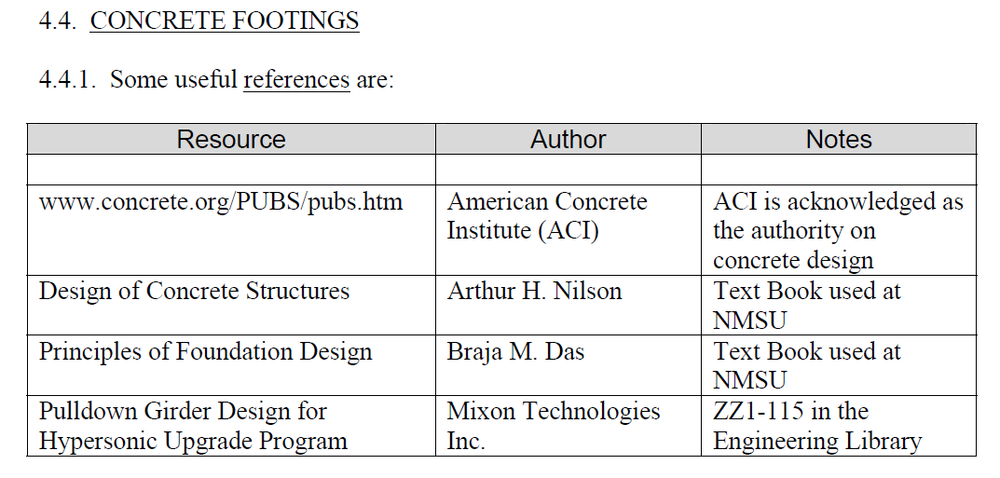 4.4. CONCRETE FOOTINGS
4.4.1. Some useful references are:
Resource Author Notes
www.concrete.org/PUBS/pubs.htm American Concrete Institute (ACI) ACI is acknowledged as the authority on concrete design
Design of Concrete Structures Arthur H. Nilson Text Book used at NMSU
Principles of Foundation Design Braja M. Das Text Book used at NMSU
Pulldown Girder Design for Hypersonic Upgrade Program Mixon Technologies Inc. ZZ1-115 in the Engineering Library